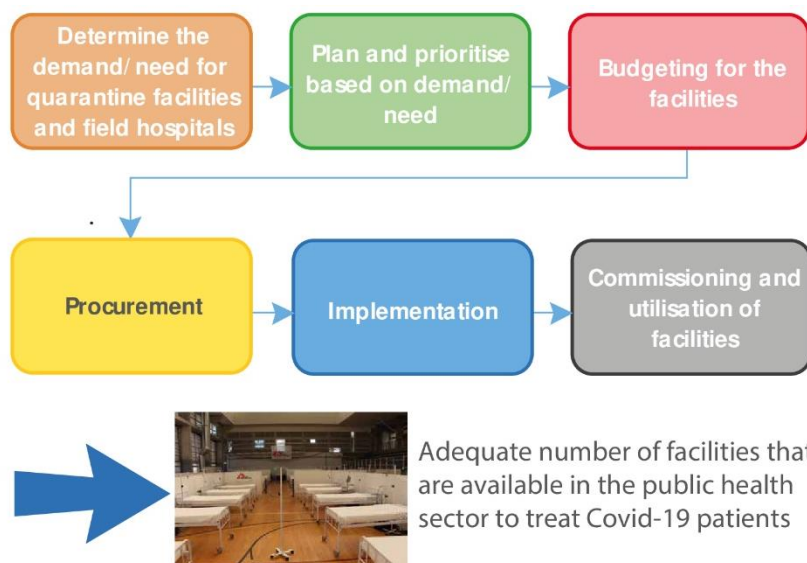 Determine the
demand/ need for
quarantine facilities
and field hospitals
Plan and prioritise
based on demand/
need
Budgeting for the
facilities
Procurement
Implementation
Commissioning and
utilisation of
facilities
Adequate number of facilities that
are available in the public health
sector to treat Covid-19 patients